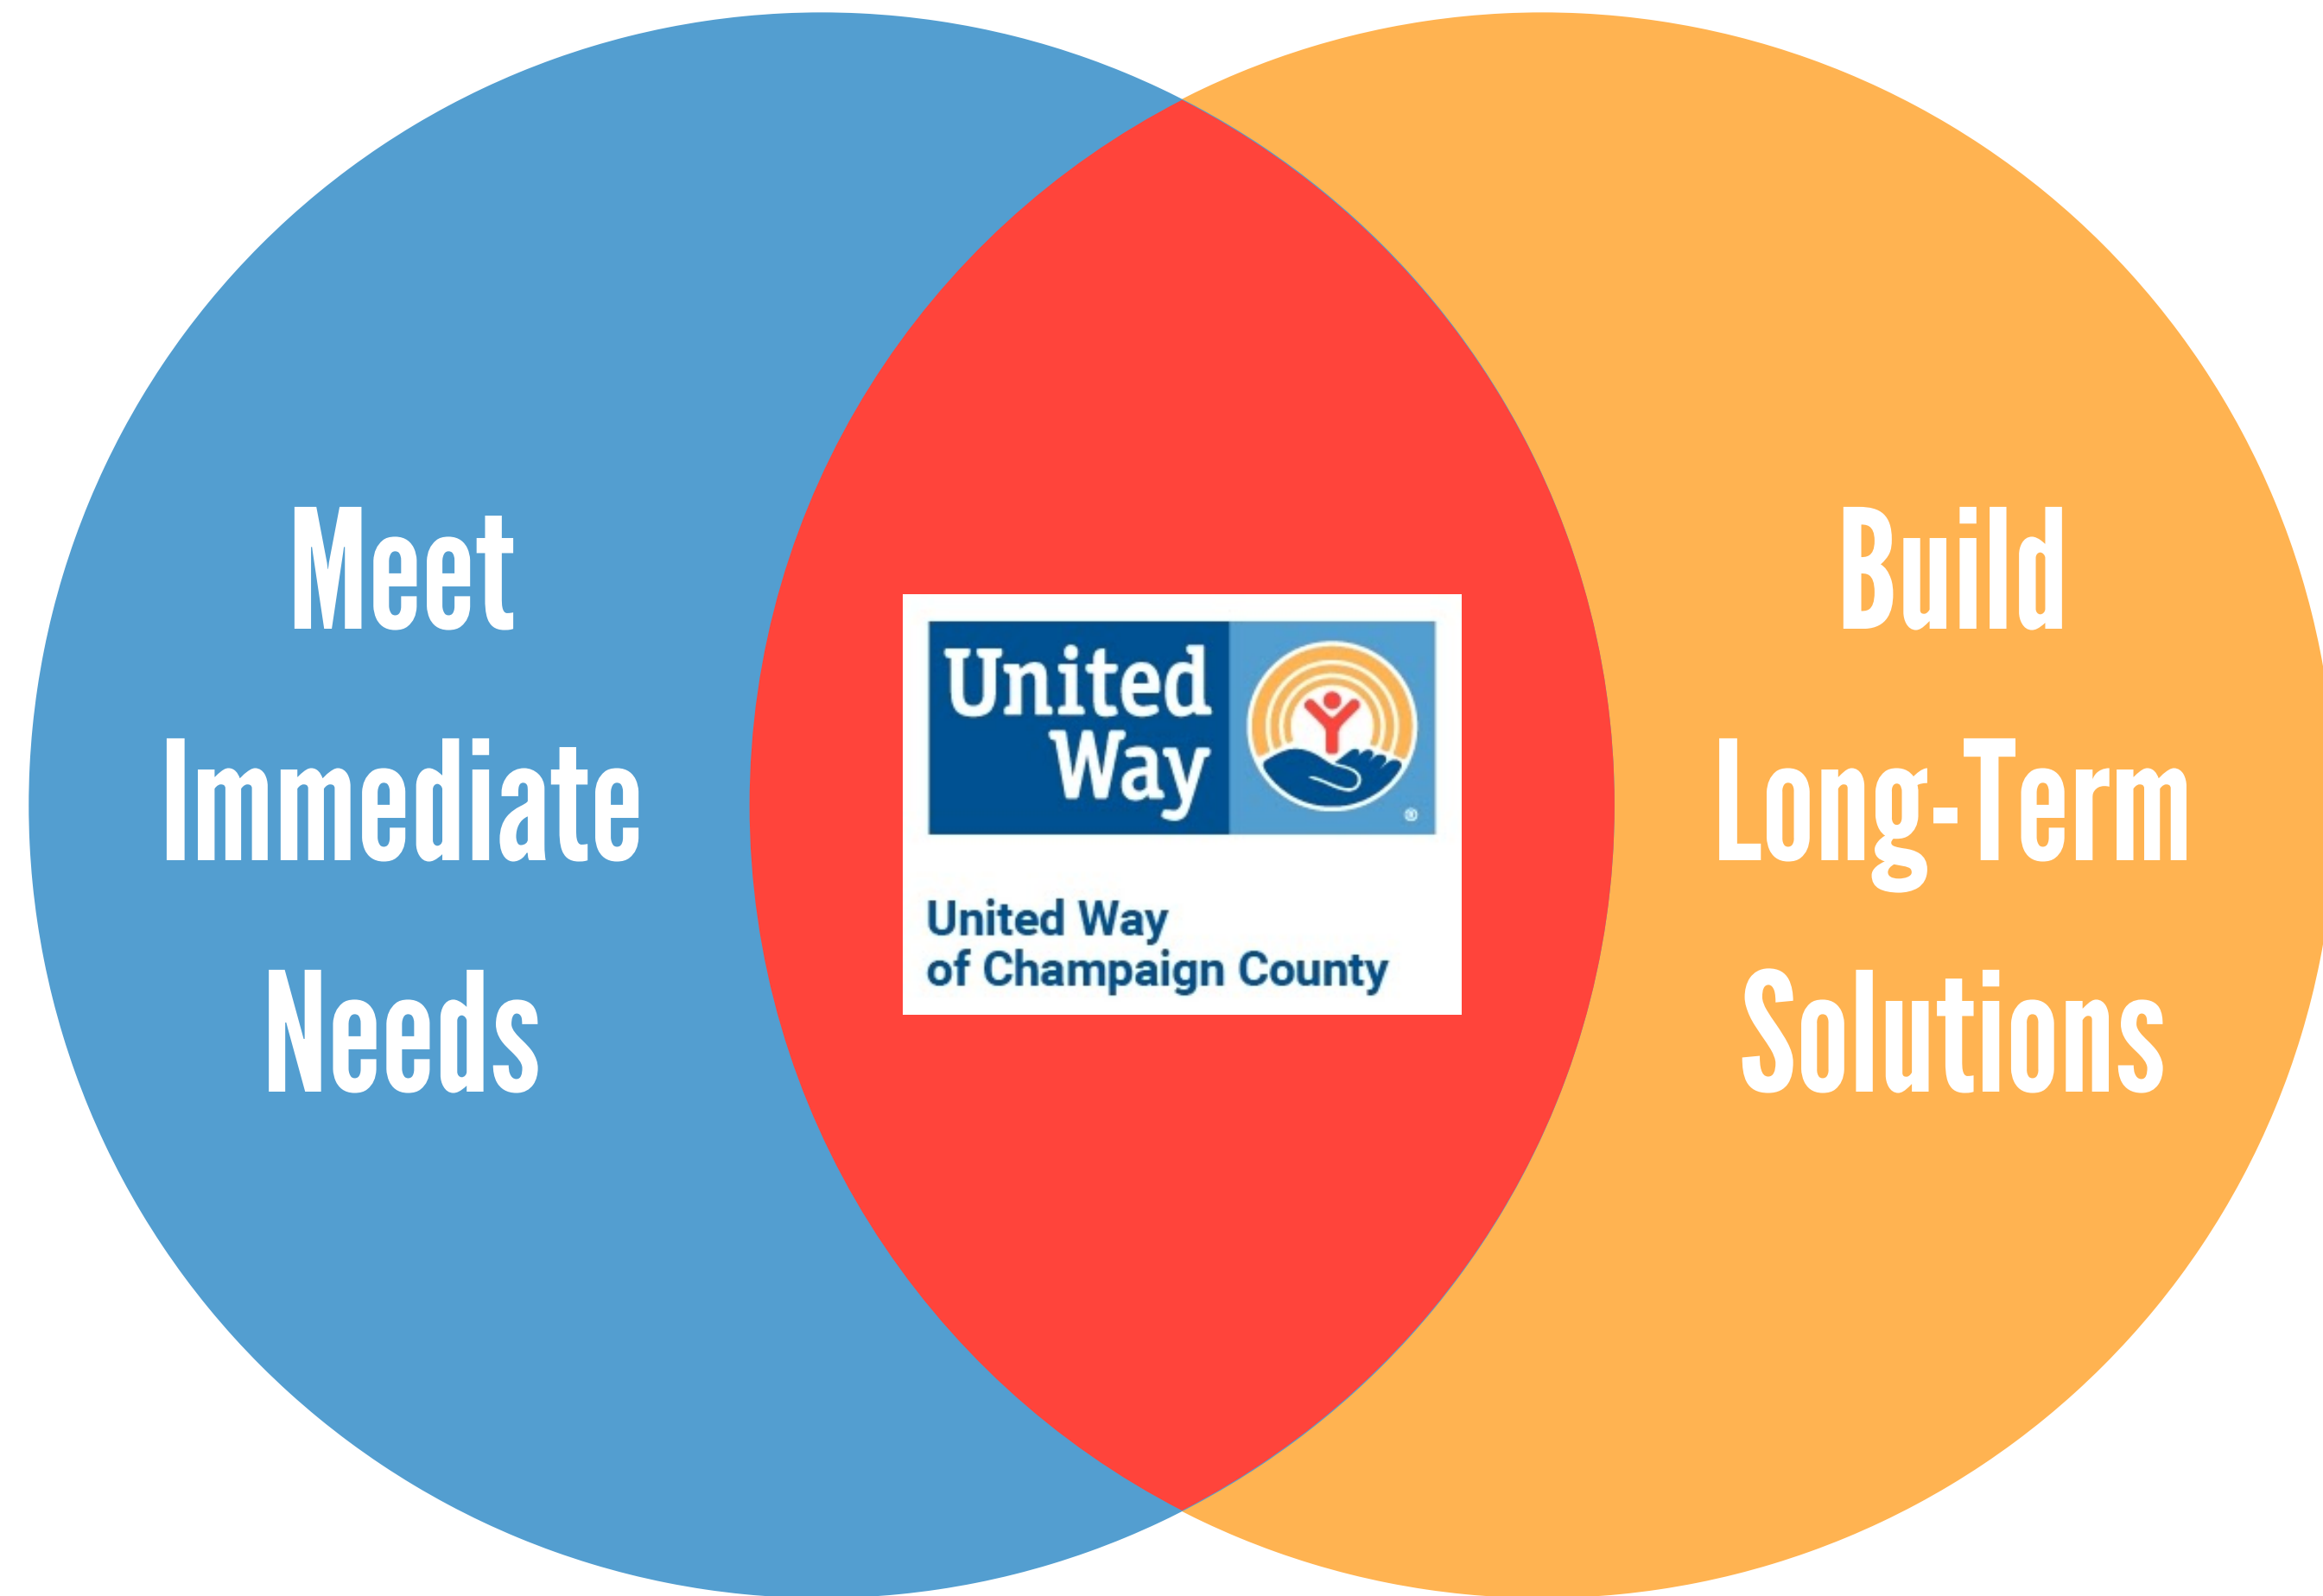 Meet
Immediate
Needs
United
Way
®
United Way
of Champaign County
Build
Long-Term
Solutions